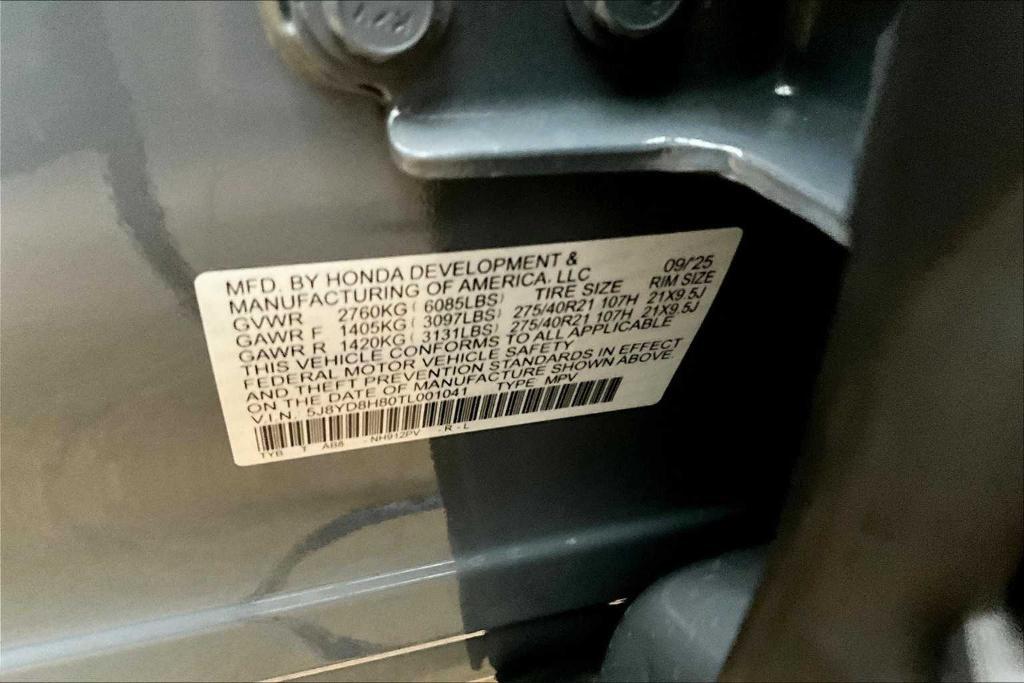 MFD. BY HONDA DEVELOPMENT &
MANUFACTURING OF AMERICA, LLC 09/'25
GVWR 2760KG ( 6085LBS) TIRE SIZE RIM SIZE
GAWR F 1405KG ( 3097LBS) 275/40R21 107H 21X9.5J
GAWR R 1420KG ( 3131LBS) 275/40R21 107H 21X9.5J
THIS VEHICLE CONFORMS TO ALL APPLICABLE
FEDERAL MOTOR VEHICLE SAFETY
AND THEFT PREVENTION STANDARDS IN EFFECT
ON THE DATE OF MANUFACTURE SHOWN ABOVE.
V.I.N. 5J8YD8H80TL001041 TYPE MPV
TYB 1 AB8 - NH912PV - R - L